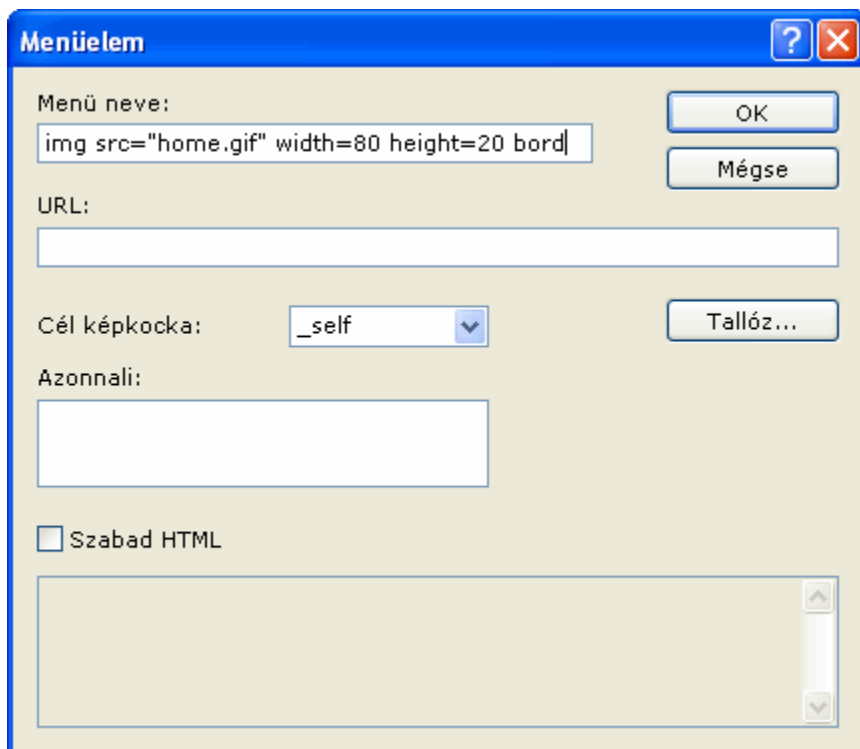 Menüelem
Menü neve:
OK
img src="home.gif" width=80 height=20 bord
Mégse
URL:
Cél képkocka:
_self
Tallóz...
Azonnali:
Szabad HTML